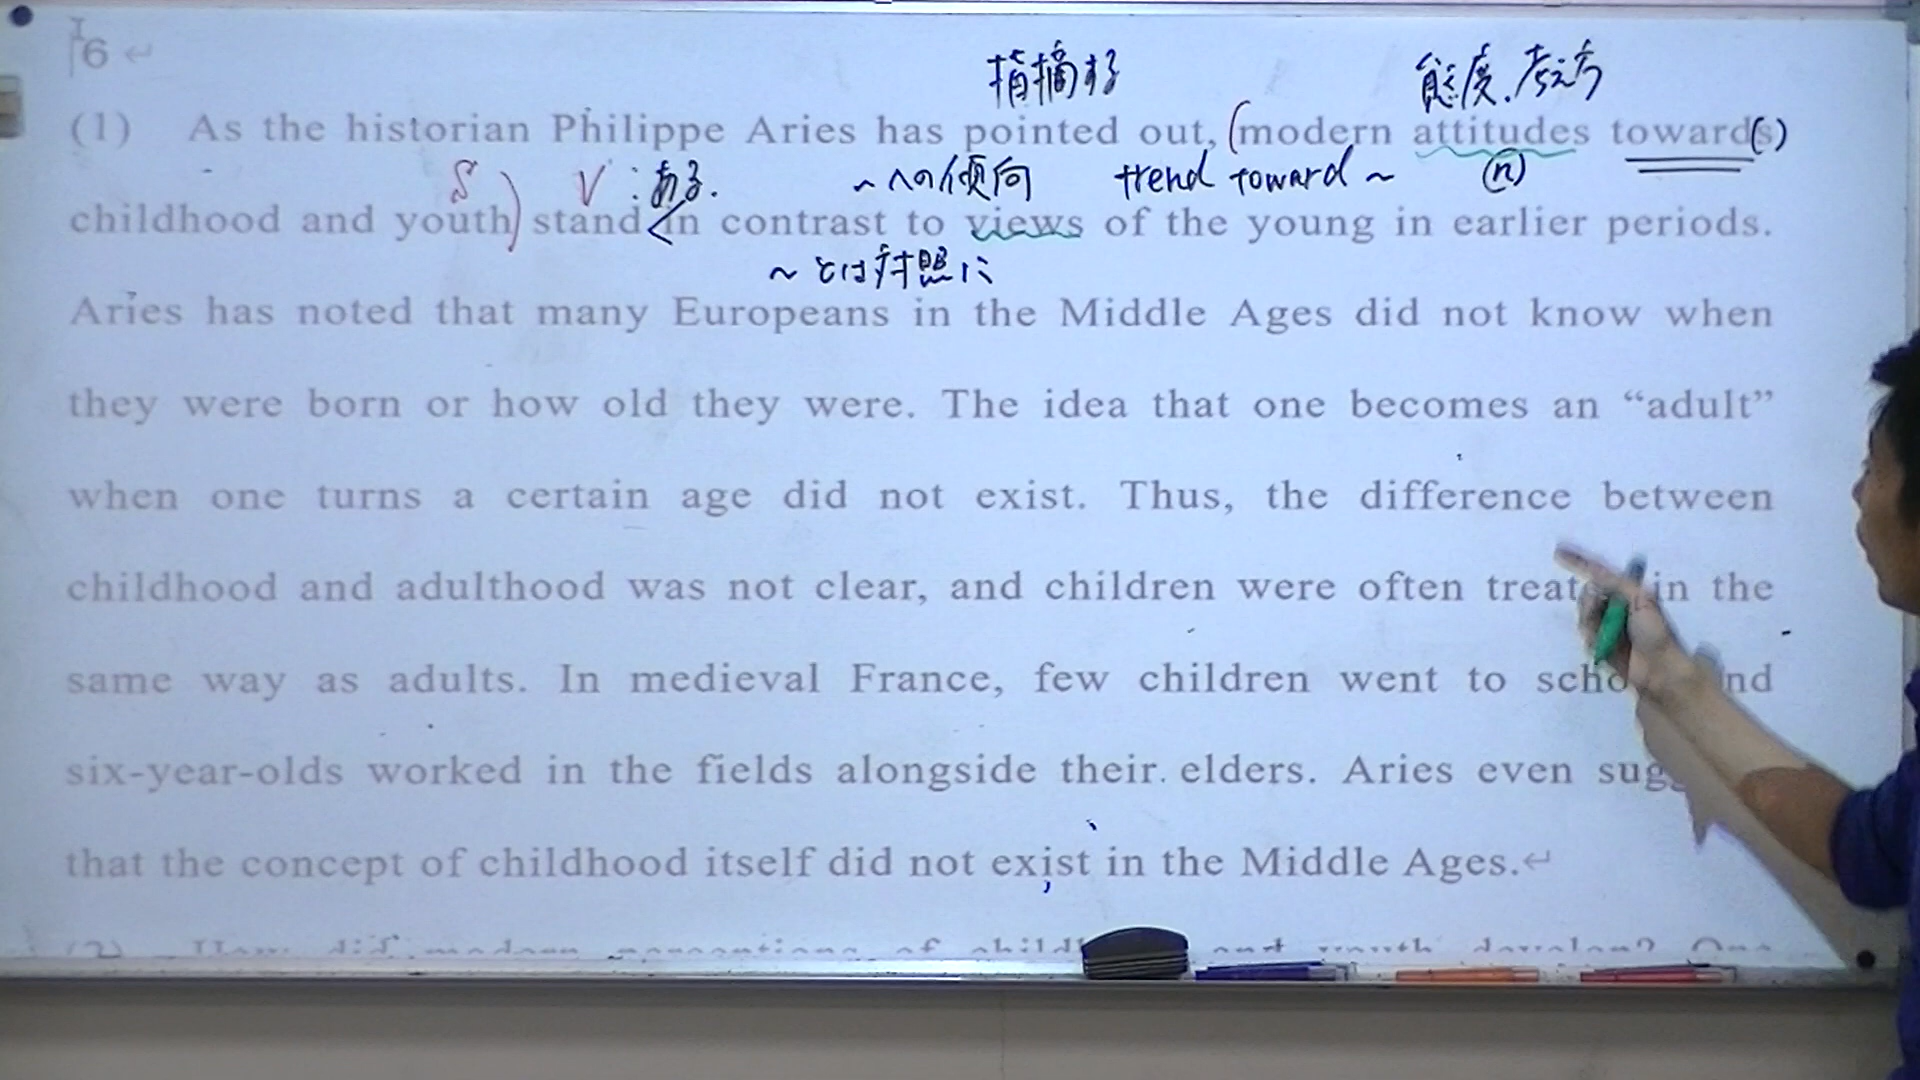 6
指摘する 態度、考え方
(1) As the historian Philippe Aries has pointed out, (modern attitudes toward(s)
S V:ある. ~への傾向 trend toward ~ (n)
childhood and youth) stand <in contrast to views of the young in earlier periods.
~とは対照に
Aries has noted that many Europeans in the Middle Ages did not know when
they were born or how old they were. The idea that one becomes an “adult”
when one turns a certain age did not exist. Thus, the difference between
childhood and adulthood was not clear, and children were often in the
same way as adults. In medieval France, few children went to
six-year-olds worked in the fields alongside their elders. Aries even
that the concept of childhood itself did not exist in the Middle Ages.